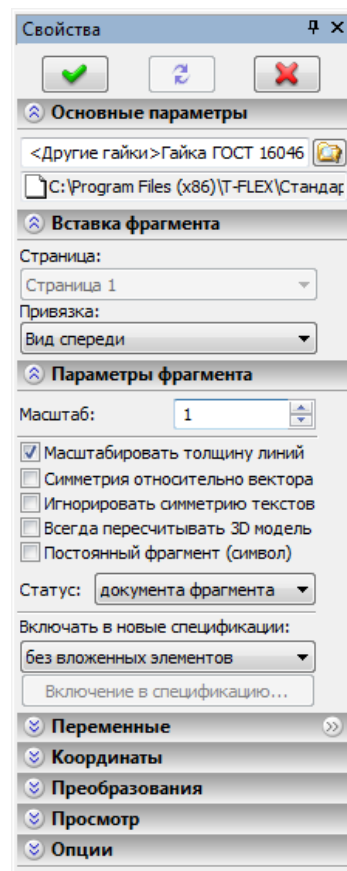 Свойства
Основные параметры
<Другие гайки>Гайка ГОСТ 16046
C:\Program Files (x86)\T-FLEX\Стандар
Вставка фрагмента
Страница:
Страница 1
Привязка:
Вид спереди
Параметры фрагмента
Масштаб: 1
Масштабировать толщину линий
Симметрия относительно вектора
Игнорировать симметрию текстов
Всегда пересчитывать 3D модель
Постоянный фрагмент (символ)
Статус: документа фрагмента
Включать в новые спецификации:
без вложенных элементов
Включение в спецификацию...
Переменные
Координаты
Преобразования
Просмотр
Опции